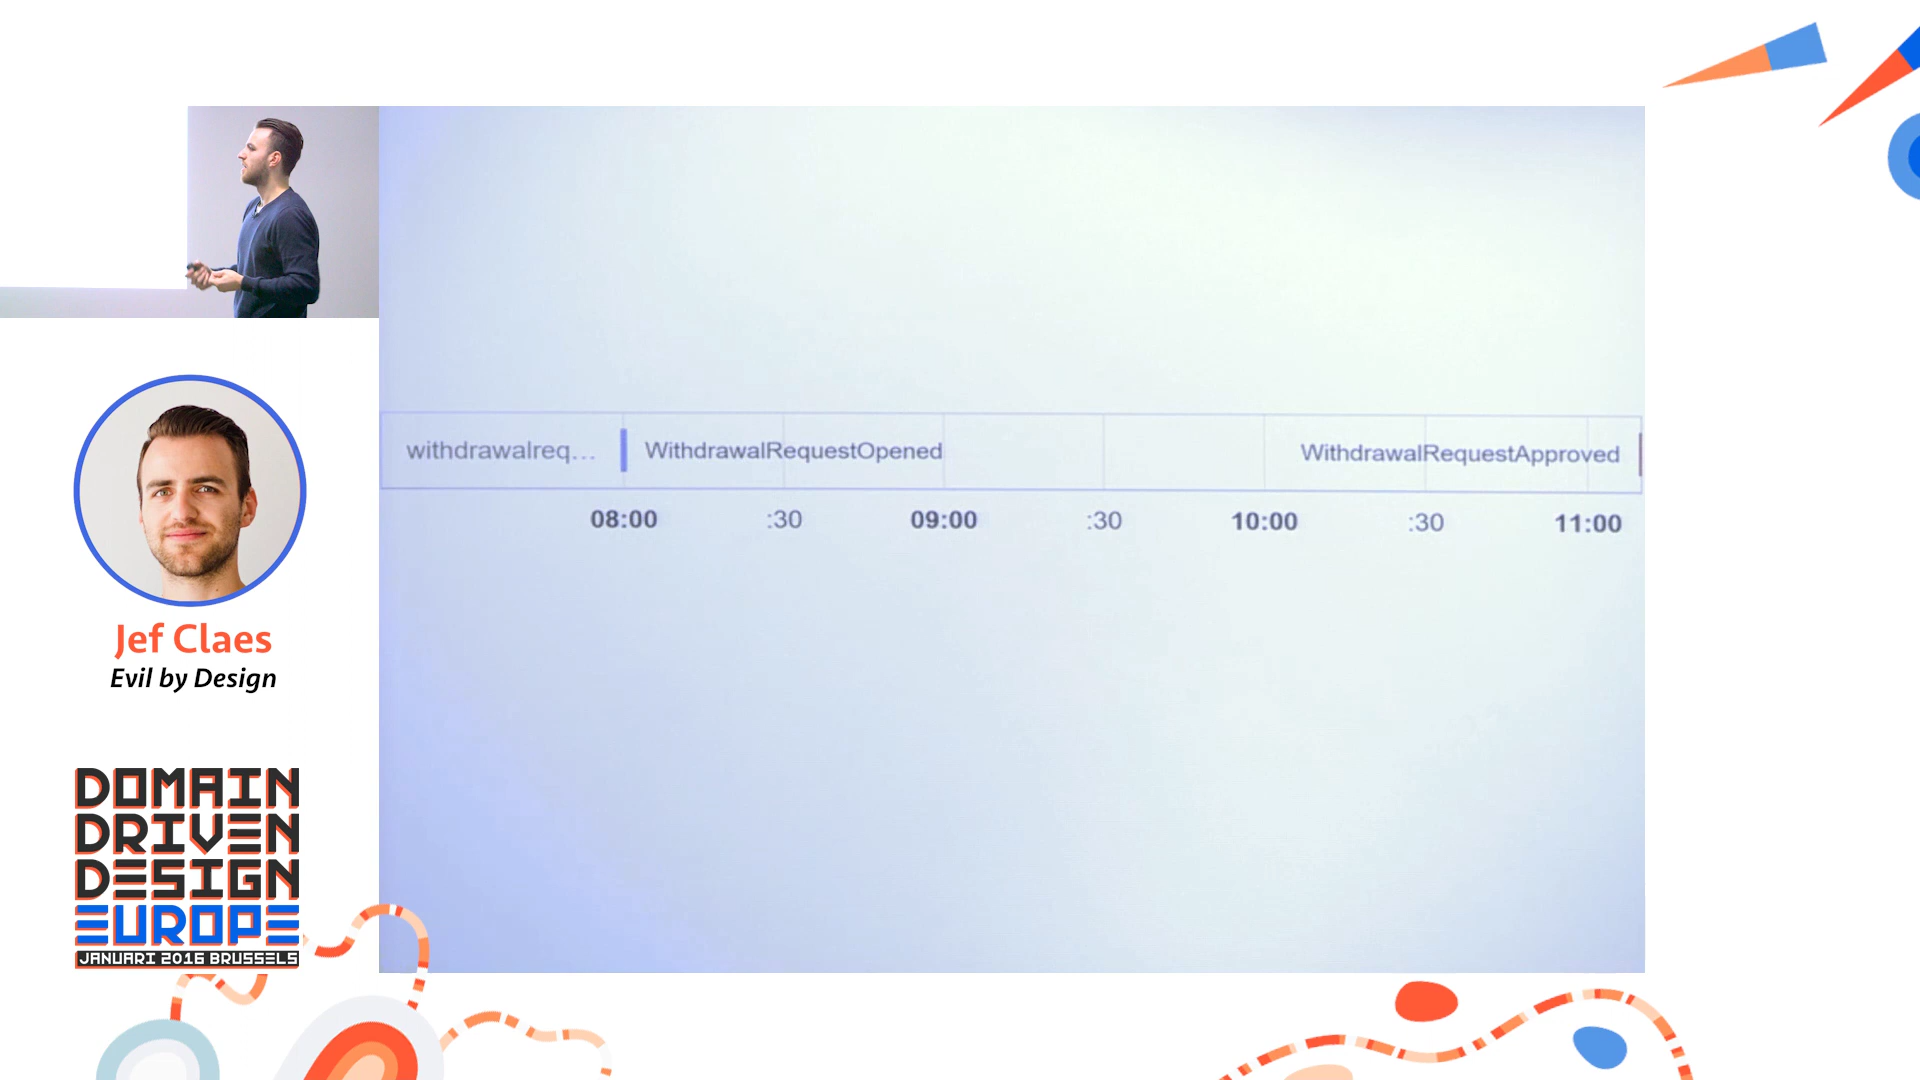 withdrawalreq...
WithdrawalRequestOpened
WithdrawalRequestApproved
08:00
:30
09:00
:30
10:00
:30
11:00
Jef Claes
Evil by Design
DOMAIN
DRIVEN
DESIGN
EUROPE
JANUARI 2016 BRUSSELS